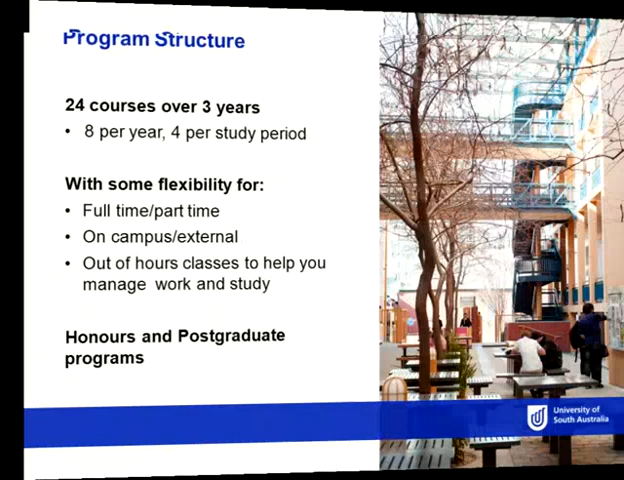 Program Structure
24 courses over 3 years
• 8 per year, 4 per study period
With some flexibility for:
• Full time/part time
• On campus/external
• Out of hours classes to help you
manage work and study
Honours and Postgraduate
programs
University of
South Australia